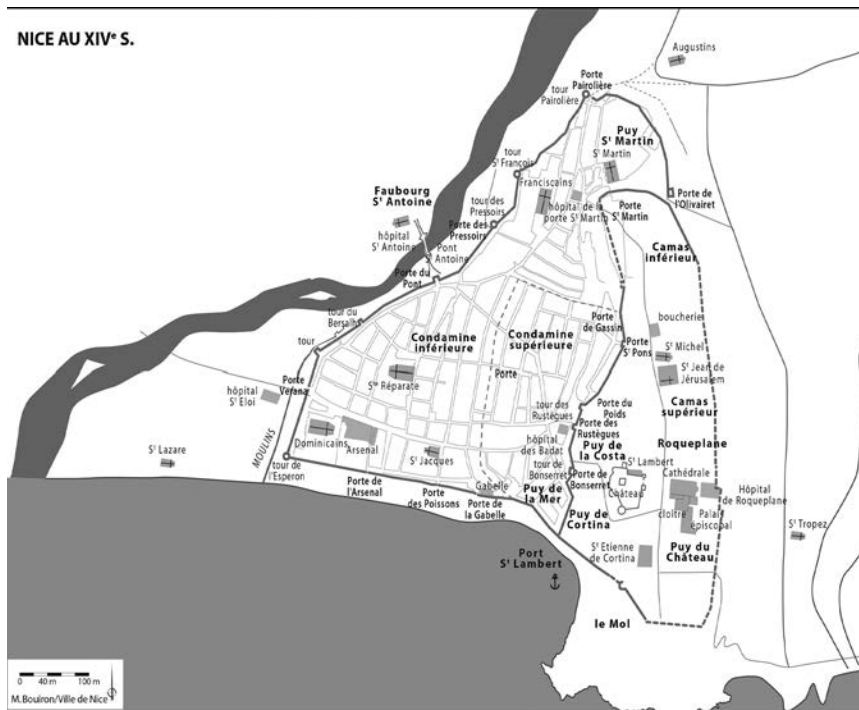 NICE AU XIVe S.
Augustins
Porte
Pairolière
tour
Pairolière
Puy
St Martin
St Martin
tour
St François
Franciscains
Faubourg
St Antoine
tour des
Pressoirs
hôpital de la
porte St Martin
Porte
St Martin
Porte de
l'Olivairet
Porte des
Pressoirs
hôpital
St Antoine
Pont
St Antoine
Camas
inférieur
Porte du
Pont
tour du
Bersalh
Porte
de Gassin
boucherie
Condamine
inférieure
Condamine
supérieure
tour
Porte
St Pons
St Michel
St Jean de
Jérusalem
Porte
Ste Réparate
Porte
Verana
hôpital
St Eloi
Camas
supérieur
tour des
Rustègues
Porte du
Poids
Porte des
Rustègues
Dominicains
Arsenal
hôpital
des Badat
Puy de
la Costa
Roqueplane
MOULINS
St Jacques
St Lazare
tour de
l'Esperon
tour de
Bonserret
Porte de
Bonserret
St Lambert
Château
Cathédrale
Hôpital
de Roqueplane
Porte de
l'Arsenal
Porte
des Poissons
Gabelle
Porte de
la Gabelle
Puy de
la Mer
Puy de
Cortina
cloître
Palais
épiscopal
St Tropez
St Etienne
de Cortina
Puy du
Château
Port
St Lambert
le Mol
0 40 m 100 m
M.Bouiron/Ville de Nice